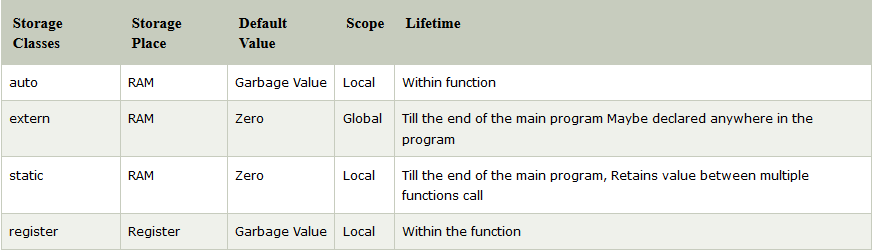 Storage Classes Storage Place Default Value Scope Lifetime
auto RAM Garbage Value Local Within function
extern RAM Zero Global Till the end of the main program Maybe declared anywhere in the
program
static RAM Zero Local Till the end of the main program, Retains value between multiple
functions call
register Register Garbage Value Local Within the function